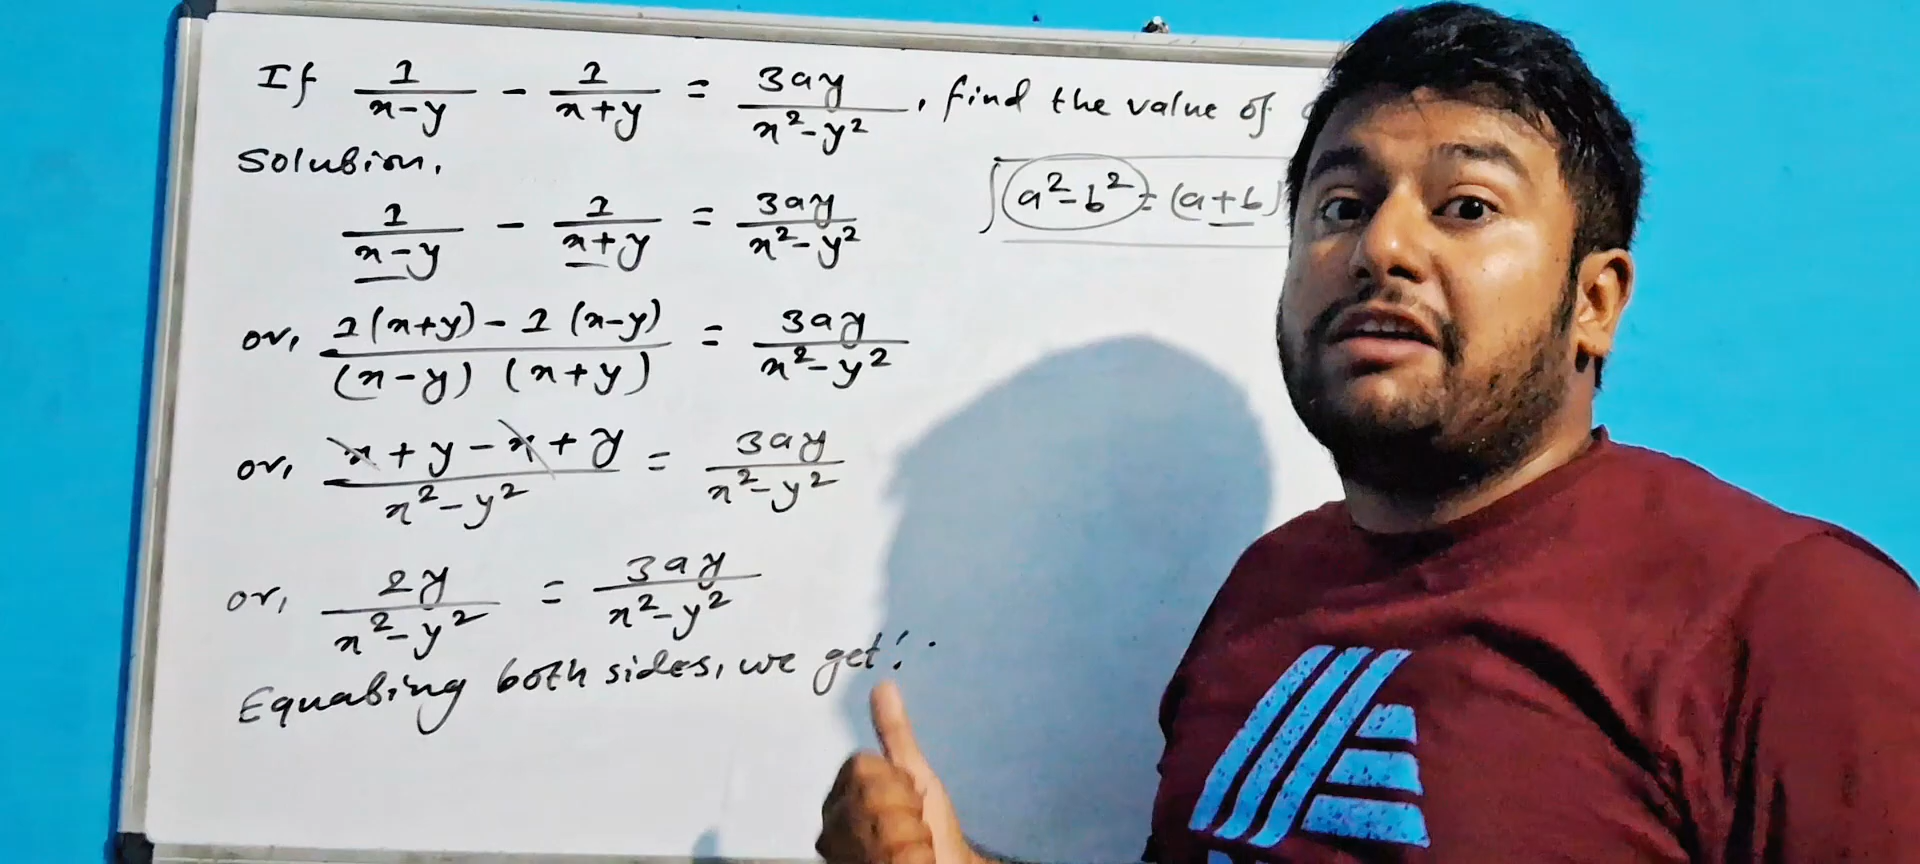 If 1/(x-y) - 1/(x+y) = 3ay/(x²-y²), find the value of
Solution,
1/(x-y) - 1/(x+y) = 3ay/(x²-y²)
a²-b² = (a+b)
or, (1(x+y) - 1(x-y))/((x-y) (x+y)) = 3ay/(x²-y²)
or, (x+y-x+y)/(x²-y²) = 3ay/(x²-y²)
or, 2y/(x²-y²) = 3ay/(x²-y²)
Equating both sides, we get:-